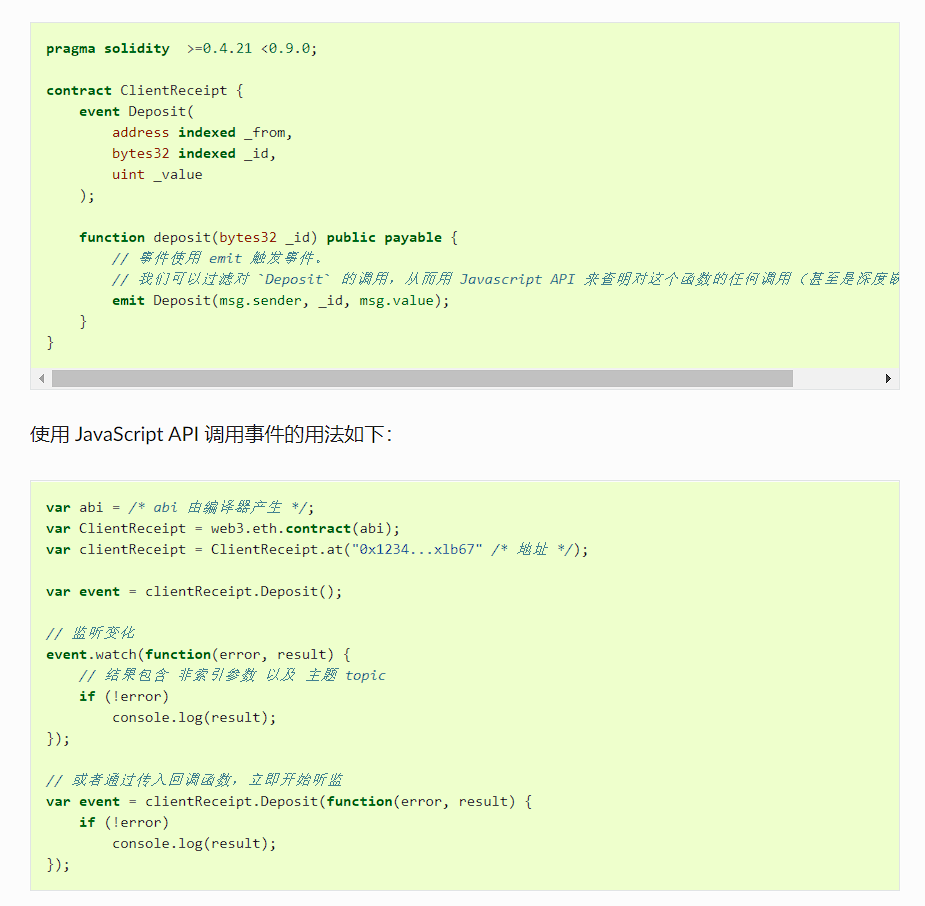 pragma solidity  >=0.4.21 <0.9.0;

contract ClientReceipt {
    event Deposit(
        address indexed _from,
        bytes32 indexed _id,
        uint _value
    );

    function deposit(bytes32 _id) public payable {
        // 事件使用 emit 触发事件。
        // 我们可以过滤对 `Deposit` 的调用，从而用 Javascript API 来查明对这个函数的任何调用（甚至是深度
        emit Deposit(msg.sender, _id, msg.value);
    }
}

使用 JavaScript API 调用事件的用法如下：

var abi = /* abi 由编译器产生 */;
var ClientReceipt = web3.eth.contract(abi);
var clientReceipt = ClientReceipt.at("0x1234...xlb67" /* 地址 */);

var event = clientReceipt.Deposit();

// 监听变化
event.watch(function(error, result) {
    // 结果包含 非索引参数 以及 主题 topic
    if (!error)
        console.log(result);
});

// 或者通过传入回调函数，立即开始听监
var event = clientReceipt.Deposit(function(error, result) {
    if (!error)
        console.log(result);
});